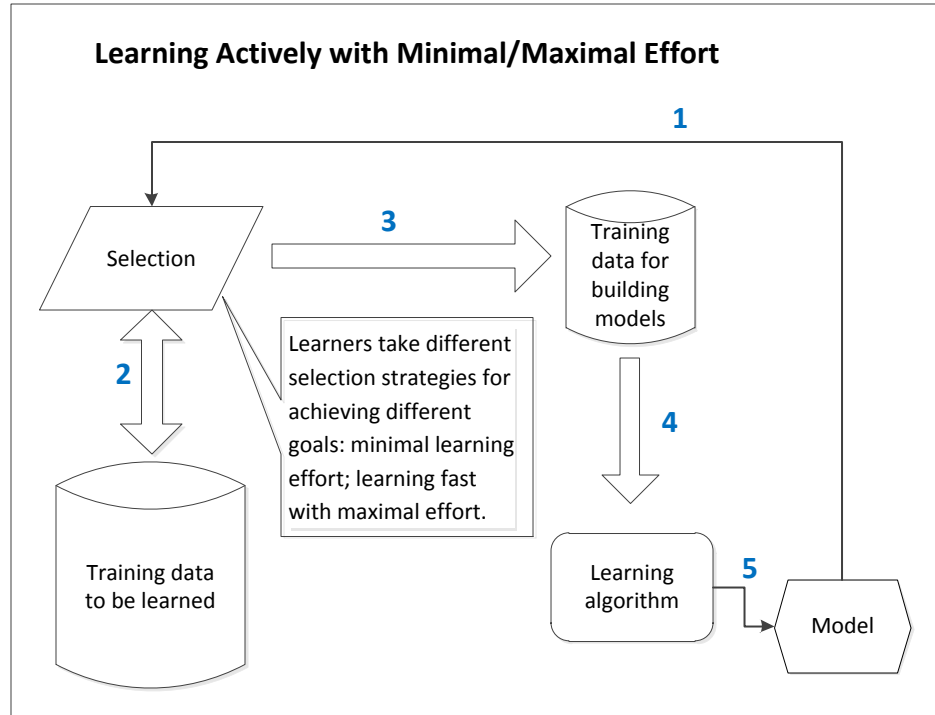 Learning Actively with Minimal/Maximal Effort
1
Selection
3
Training
data for
building
models
2
Learners take different
selection strategies for
achieving different
goals: minimal learning
effort; learning fast
with maximal effort.
4
Training data
to be learned
Learning
algorithm
5
Model